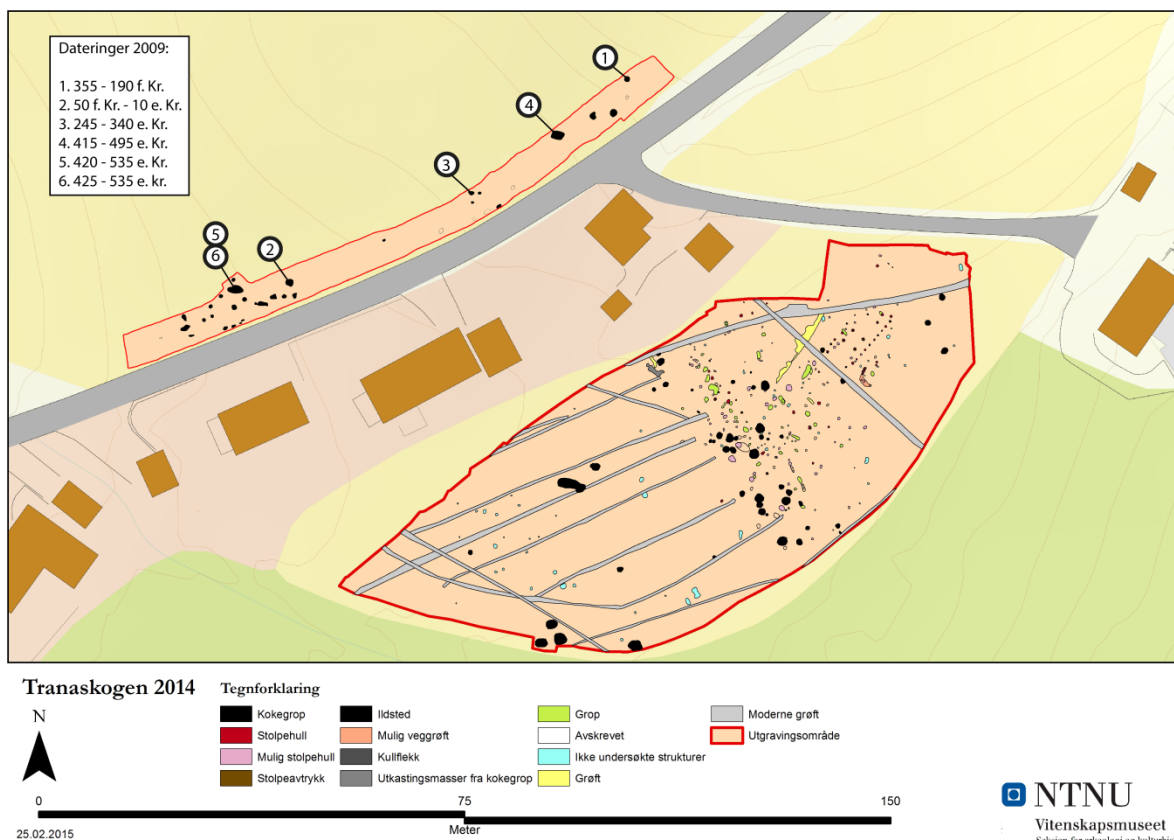 Dateringer 2009:
1. 355 - 190 f. Kr.
2. 50 f. Kr. - 10 e. Kr.
3. 245 - 340 e. Kr.
4. 415 - 495 e. Kr.
5. 420 - 535 e. Kr.
6. 425 - 535 e. kr.
1
4
3
5
6
2
Tranaskogen 2014
N
Tegnforklaring
Kokegrop
Stolpehull
Mulig stolpehull
Stolpeavtrykk
Ildsted
Mulig veggrøft
Kullflekk
Utkastingsmasser fra kokegrop
Grop
Avskrevet
Ikke undersøkte strukturer
Grøft
Moderne grøft
Utgravingsområde
0 75 150
Meter
25.02.2015
NTNU
Vitenskapsmuseet